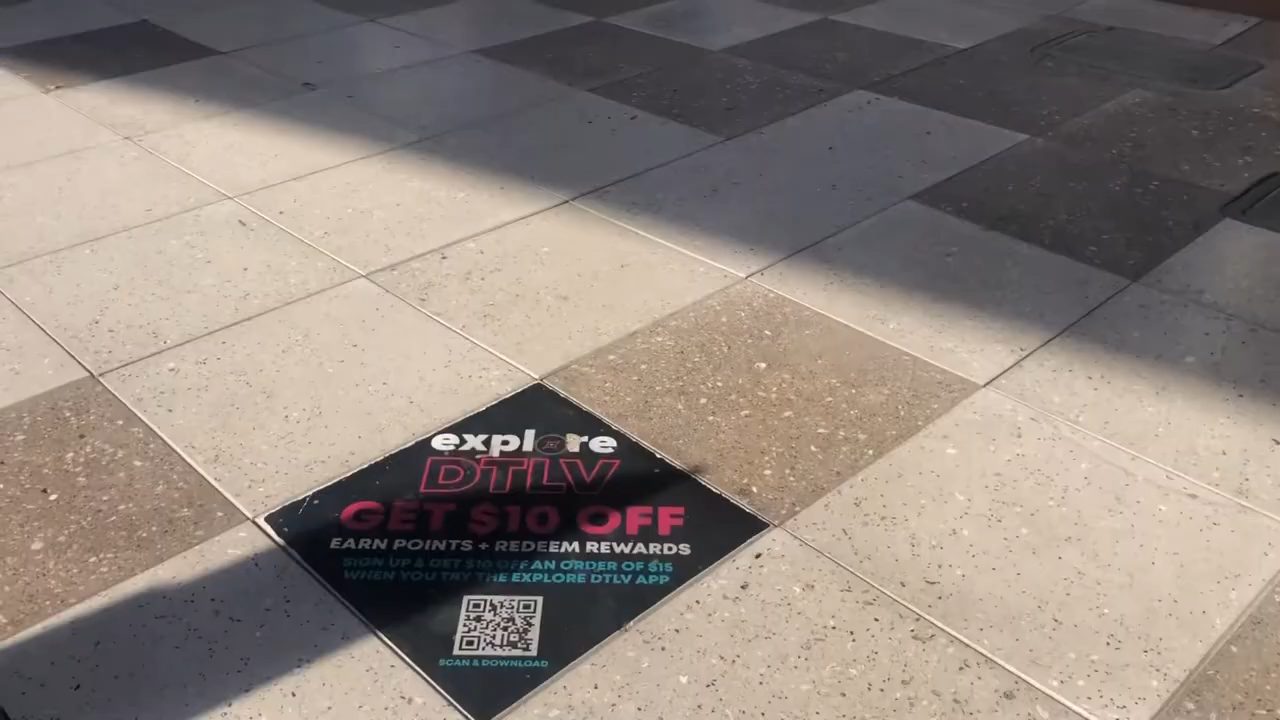 explore
DTLV
GET $10 OFF
EARN POINTS + REDEEM REWARDS
SIGN UP & GET $10 OFF AN ORDER OF $15
WHEN YOU TRY THE EXPLORE DTLV APP
SCAN & DOWNLOAD